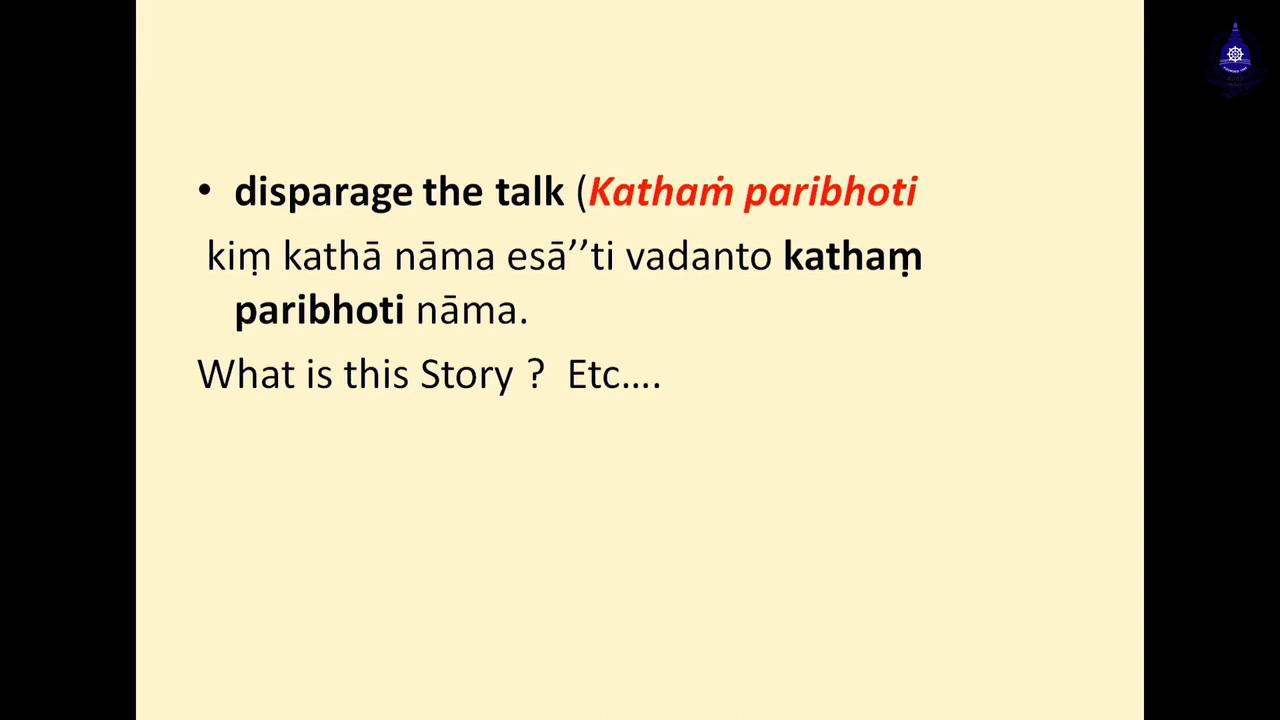 • disparage the talk (Kathaṁ paribhoti
kiṃ kathā nāma esā’’ti vadanto kathaṃ
paribhoti nāma.
What is this Story ? Etc....